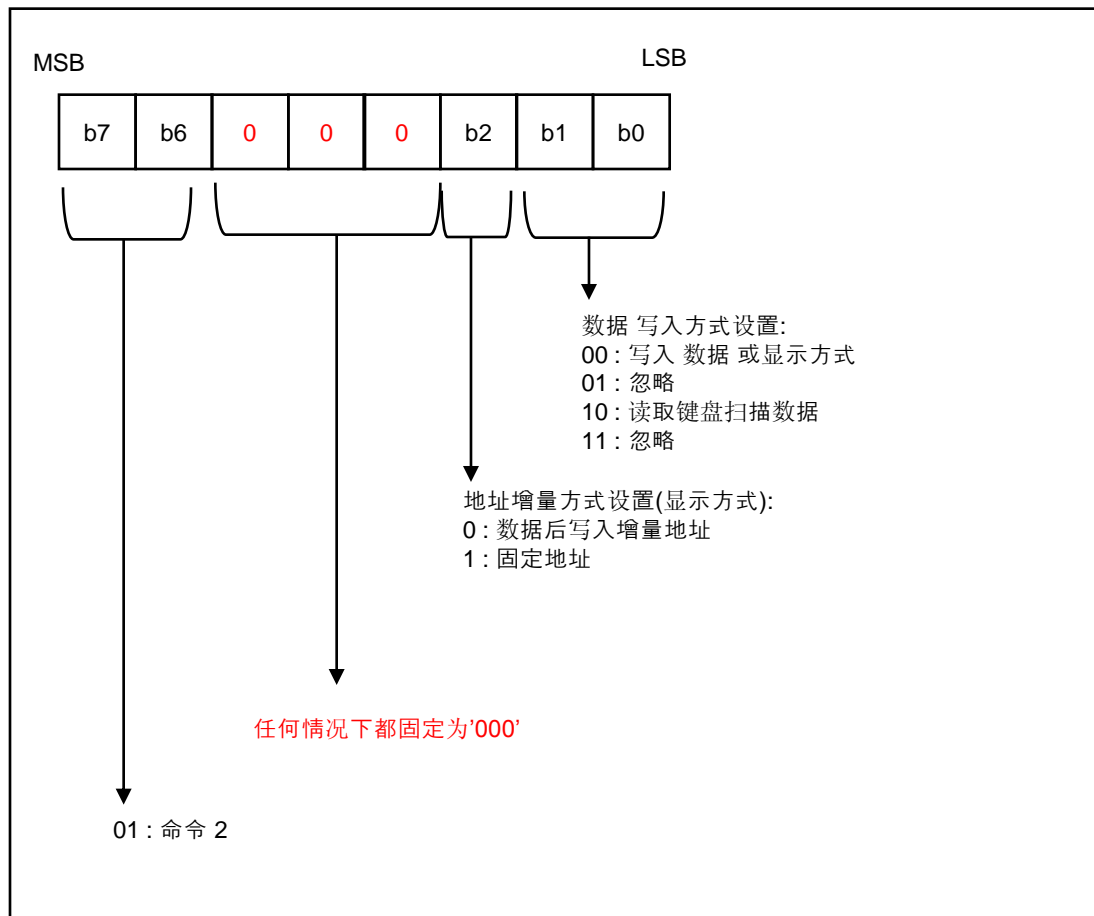 MSB
LSB
b7 b6 0 0 0 b2 b1 b0
数据 写入方式设置:
00 : 写入 数据 或显示方式
01 : 忽略
10 : 读取键盘扫描数据
11 : 忽略
地址增量方式设置(显示方式):
0 : 数据后写入增量地址
1 : 固定地址
任何情况下都固定为’000’
01 : 命令 2